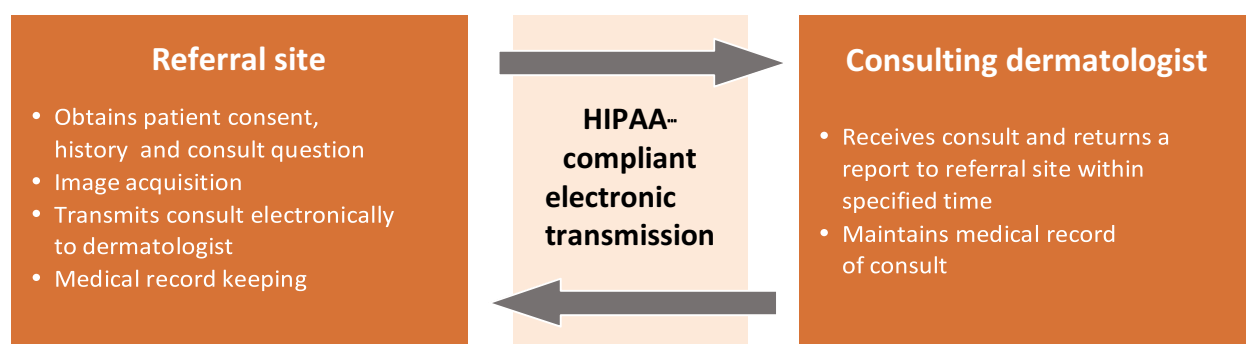 Referral site
• Obtains patient consent,
history and consult question
• Image acquisition
• Transmits consult electronically
to dermatologist
• Medical record keeping
HIPAA-
compliant
electronic
transmission
Consulting dermatologist
• Receives consult and returns a
report to referral site within
specified time
• Maintains medical record
of consult